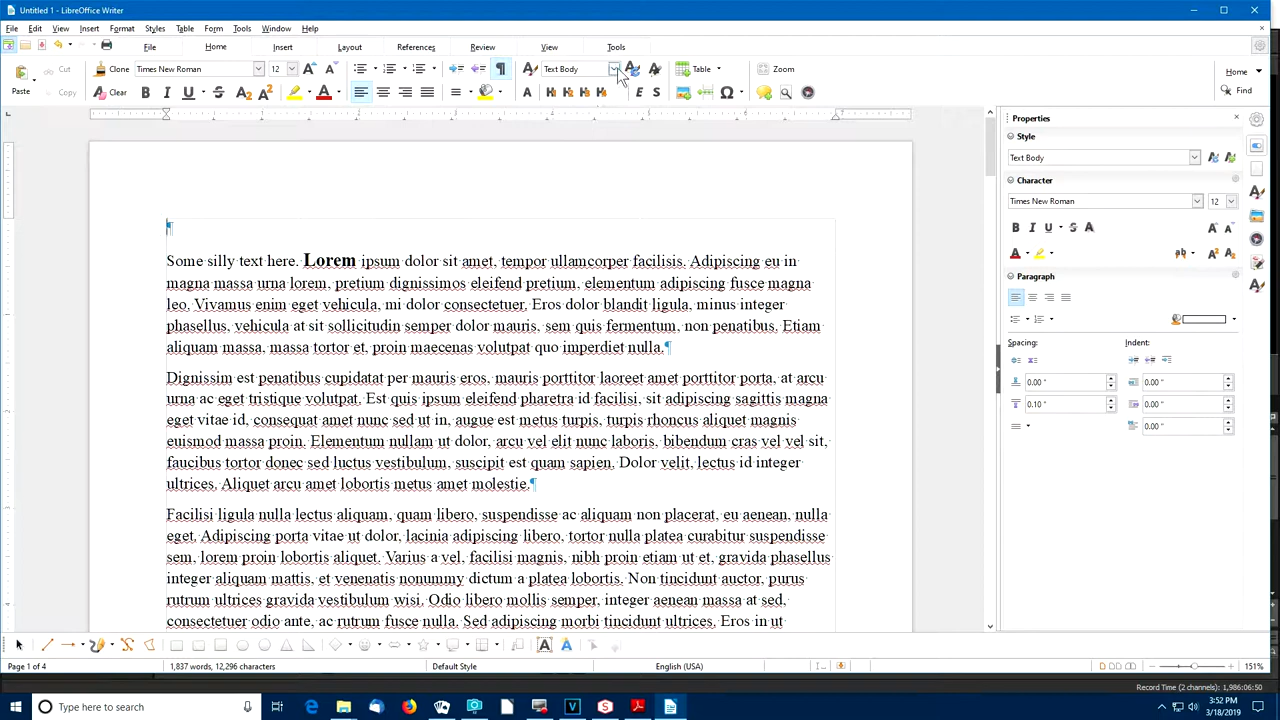 Untitled 1 - LibreOffice Writer
File Edit View Insert Format Styles Table Form Tools Window Help
File Home Insert Layout References Review View Tools
Paste Cut Clone Times New Roman 12 Text Body Table Zoom Home
Copy Clear Find
Properties
Style
Text Body
Character
Times New Roman 12
Paragraph
Spacing: Indent:
0.00 " 0.00 "
0.10 " 0.00 "
0.00 "
¶
Some silly text here. Lorem ipsum dolor sit amet, tempor ullamcorper facilisis. Adipiscing eu in
magna massa urna lorem, pretium dignissimos eleifend pretium, elementum adipiscing fusce magna
leo. Vivamus enim eget vehicula, mi dolor consectetuer. Eros dolor blandit ligula, minus integer
phasellus, vehicula at sit sollicitudin semper dolor mauris, sem quis fermentum, non penatibus. Etiam
aliquam massa, massa tortor et, proin maecenas volutpat quo imperdiet nulla.¶
Dignissim est penatibus cupidatat per mauris eros, mauris porttitor laoreet amet porttitor porta, at arcu
urna ac eget tristique volutpat. Est quis ipsum eleifend pharetra id facilisi, sit adipiscing sagittis magna
eget vitae id, consequat amet nunc sed ut in, augue est metus turpis, turpis rhoncus aliquet magnis
euismod massa proin. Elementum nullam ut dolor, arcu vel elit nunc laboris, bibendum cras vel vel sit,
faucibus tortor donec sed luctus vestibulum, suscipit est quam sapien. Dolor velit, lectus id integer
ultrices. Aliquet arcu amet lobortis metus amet molestie.¶
Facilisi ligula nulla lectus aliquam, quam libero, suspendisse ac aliquam non placerat, eu aenean, nulla
eget. Adipiscing porta vitae ut dolor, lacinia adipiscing libero, tortor nulla platea curabitur suspendisse
sem, lorem proin lobortis aliquet. Varius a vel, facilisi magnis, nibh proin etiam ut eu gravida phasellus
integer aliquam mattis, et venenatis nonummy dictum a platea lobortis. Non tincidunt auctor, purus
rutrum ultrices gravida vestibulum wisi. Odio libero mollis semper, integer aenean massa at sed,
consectetuer odio ante, ac rutrum fusce nulla. Sed adipiscing morbi tincidunt ultrices. Eros in ut
Page 1 of 4 1,837 words, 12,296 characters Default Style English (USA) 151%
Record Time (2 channels): 1,986:06:50
Type here to search
3:52 PM
3/18/2019